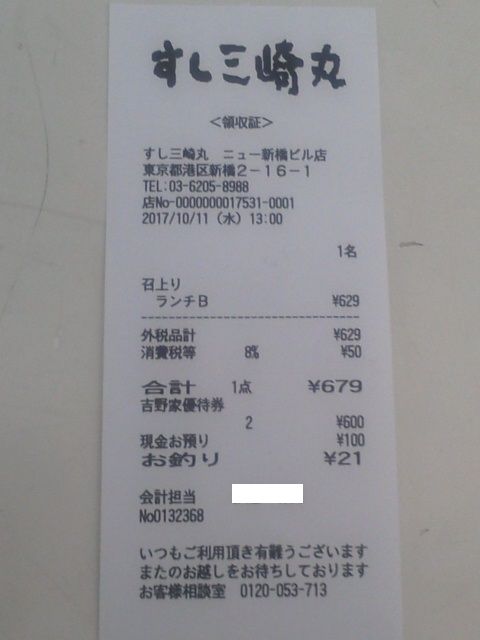 すし三崎丸
＜領収証＞
すし三崎丸 ニュー新橋ビル店
東京都港区新橋２－１６－１
TEL:03-6205-8988
店No-0000000017531-0001
2017/10/11（水）13:00
1名
召上り
ランチＢ ¥629
外税品計 ¥629
消費税等 8% ¥50
合計 1点 ¥679
吉野家優待券
2 ¥600
現金お預り ¥100
お釣り ¥21
会計担当
No0132368
いつもご利用頂き有難うございます
またのお越しをお待ちしております
お客様相談室 0120-053-713